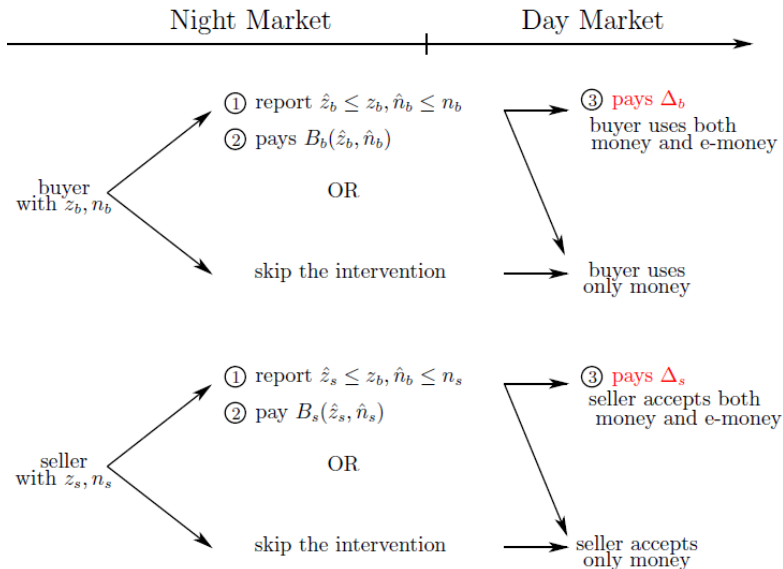 Night Market
Day Market
① report ẑ_b ≤ z_b, n̂_b ≤ n_b
② pays B_b(ẑ_b, n̂_b)
③ pays Δ_b
buyer uses both
money and e-money
buyer
with z_b, n_b
OR
skip the intervention
buyer uses
only money
① report ẑ_s ≤ z_b, n̂_b ≤ n_s
② pay B_s(ẑ_s, n̂_s)
③ pays Δ_s
seller accepts both
money and e-money
seller
with z_s, n_s
OR
skip the intervention
seller accepts
only money